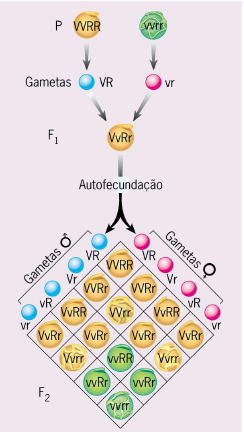 P VVRR vvrr
Gametas VR vr
F1 VvRr
Autofecundação
Gametas ♂ Gametas ♀
VR VR
Vr VVRR Vr
vR VVRr VVRr vR
vr VvRR VVrr VvRR vr
VvRr VvRr VvRr VvRr
Vvrr vvRR Vvrr
F2 vvRr vvRr
vvrr